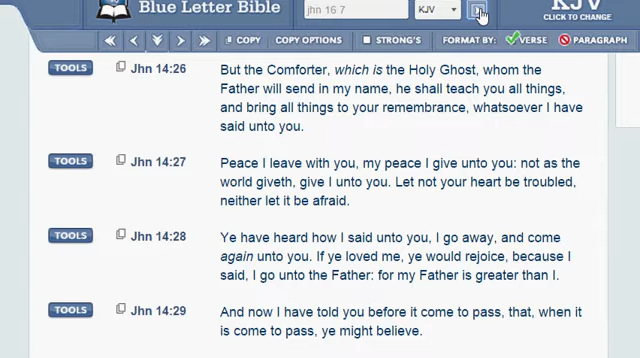 Blue Letter Bible jhn 16 7 KJV KJV
CLICK TO CHANGE
COPY COPY OPTIONS STRONG'S FORMAT BY: VERSE PARAGRAPH
TOOLS Jhn 14:26 But the Comforter, which is the Holy Ghost, whom the
Father will send in my name, he shall teach you all things,
and bring all things to your remembrance, whatsoever I have
said unto you.
TOOLS Jhn 14:27 Peace I leave with you, my peace I give unto you: not as the
world giveth, give I unto you. Let not your heart be troubled,
neither let it be afraid.
TOOLS Jhn 14:28 Ye have heard how I said unto you, I go away, and come
again unto you. If ye loved me, ye would rejoice, because I
said, I go unto the Father: for my Father is greater than I.
TOOLS Jhn 14:29 And now I have told you before it come to pass, that, when it
is come to pass, ye might believe.